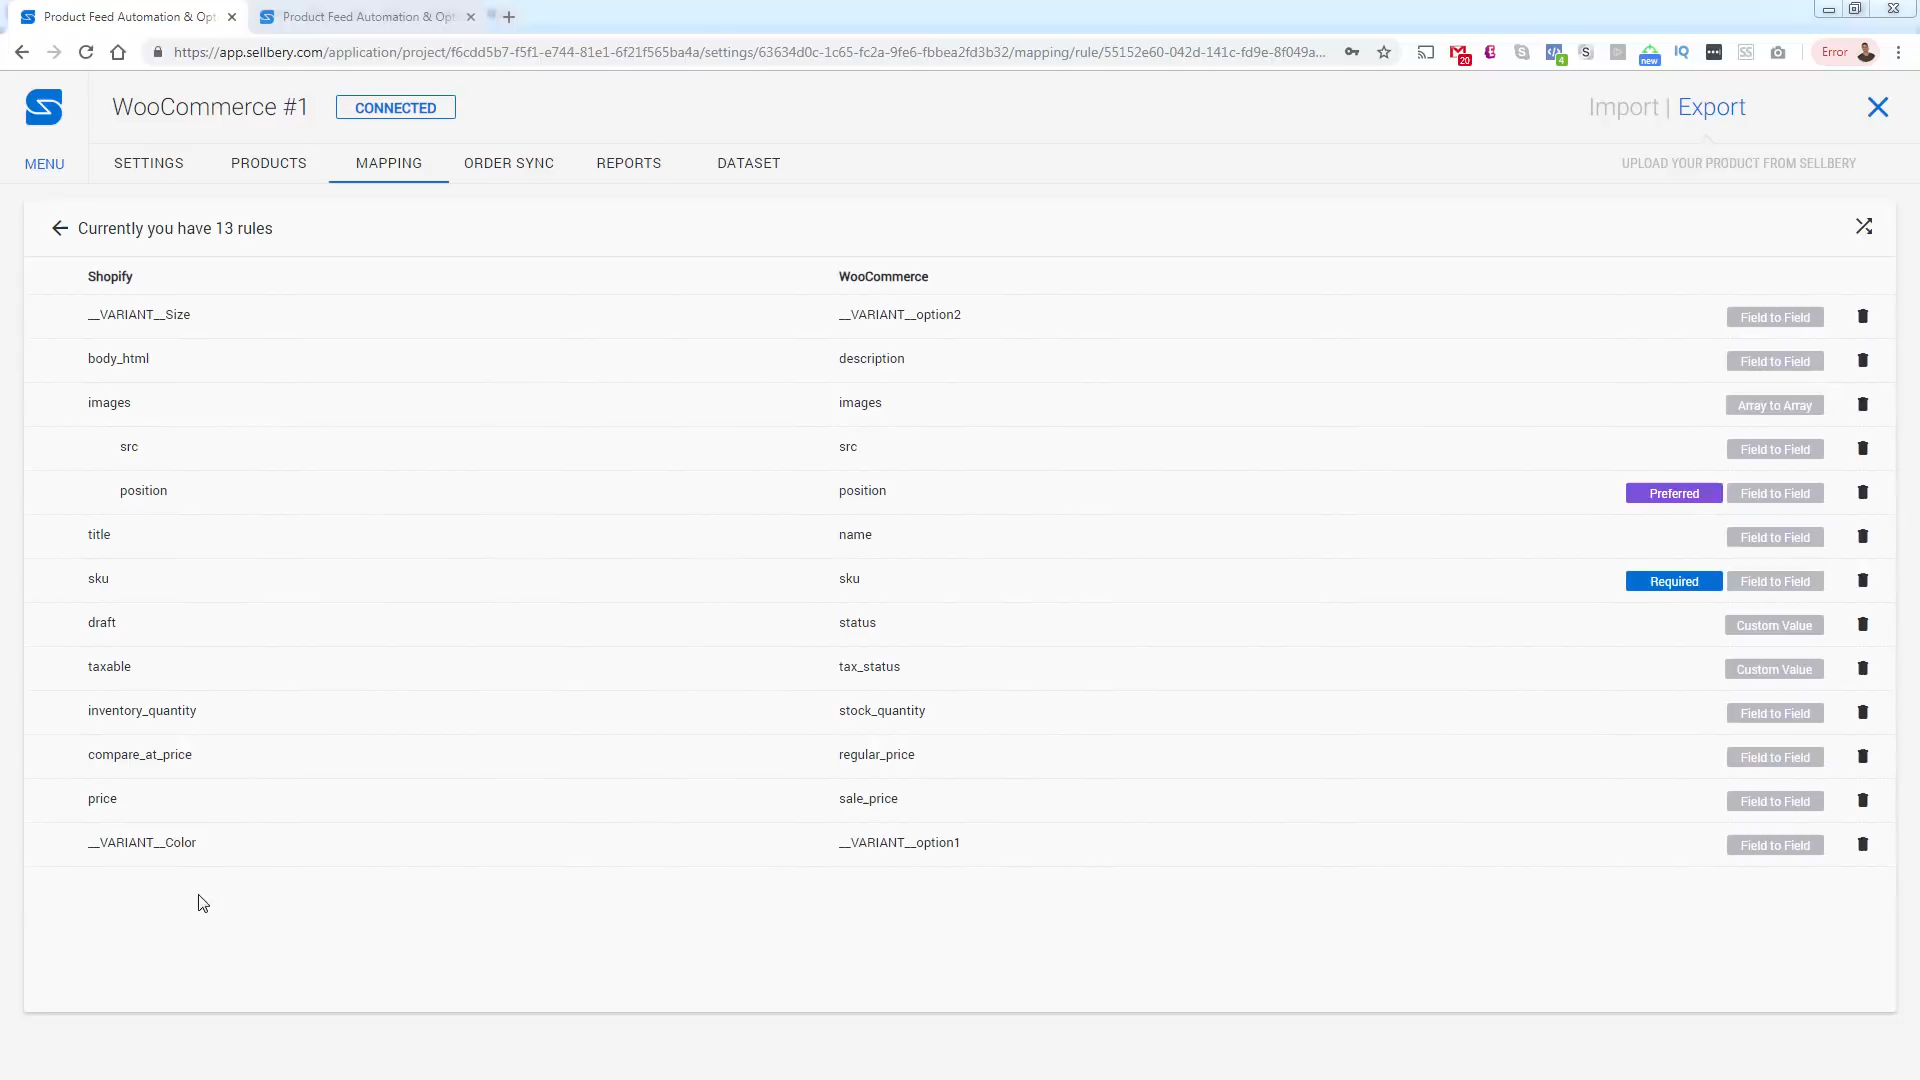 Product Feed Automation & Opt
Product Feed Automation & Opt
https://app.sellbery.com/application/project/f6cdd5b7-f5f1-e744-81e1-6f21f565ba4a/settings/63634d0c-1c65-fc2a-9fe6-fbbea2fd3b32/mapping/rule/55152e60-042d-141c-fd9e-8f049a...
20
4
new
Error
WooCommerce #1
CONNECTED
Import | Export
MENU
SETTINGS
PRODUCTS
MAPPING
ORDER SYNC
REPORTS
DATASET
UPLOAD YOUR PRODUCT FROM SELLBERY
Currently you have 13 rules
Shopify WooCommerce
__VARIANT__Size __VARIANT__option2 Field to Field
body_html description Field to Field
images images Array to Array
src src Field to Field
position position Preferred Field to Field
title name Field to Field
sku sku Required Field to Field
draft status Custom Value
taxable tax_status Custom Value
inventory_quantity stock_quantity Field to Field
compare_at_price regular_price Field to Field
price sale_price Field to Field
__VARIANT__Color __VARIANT__option1 Field to Field